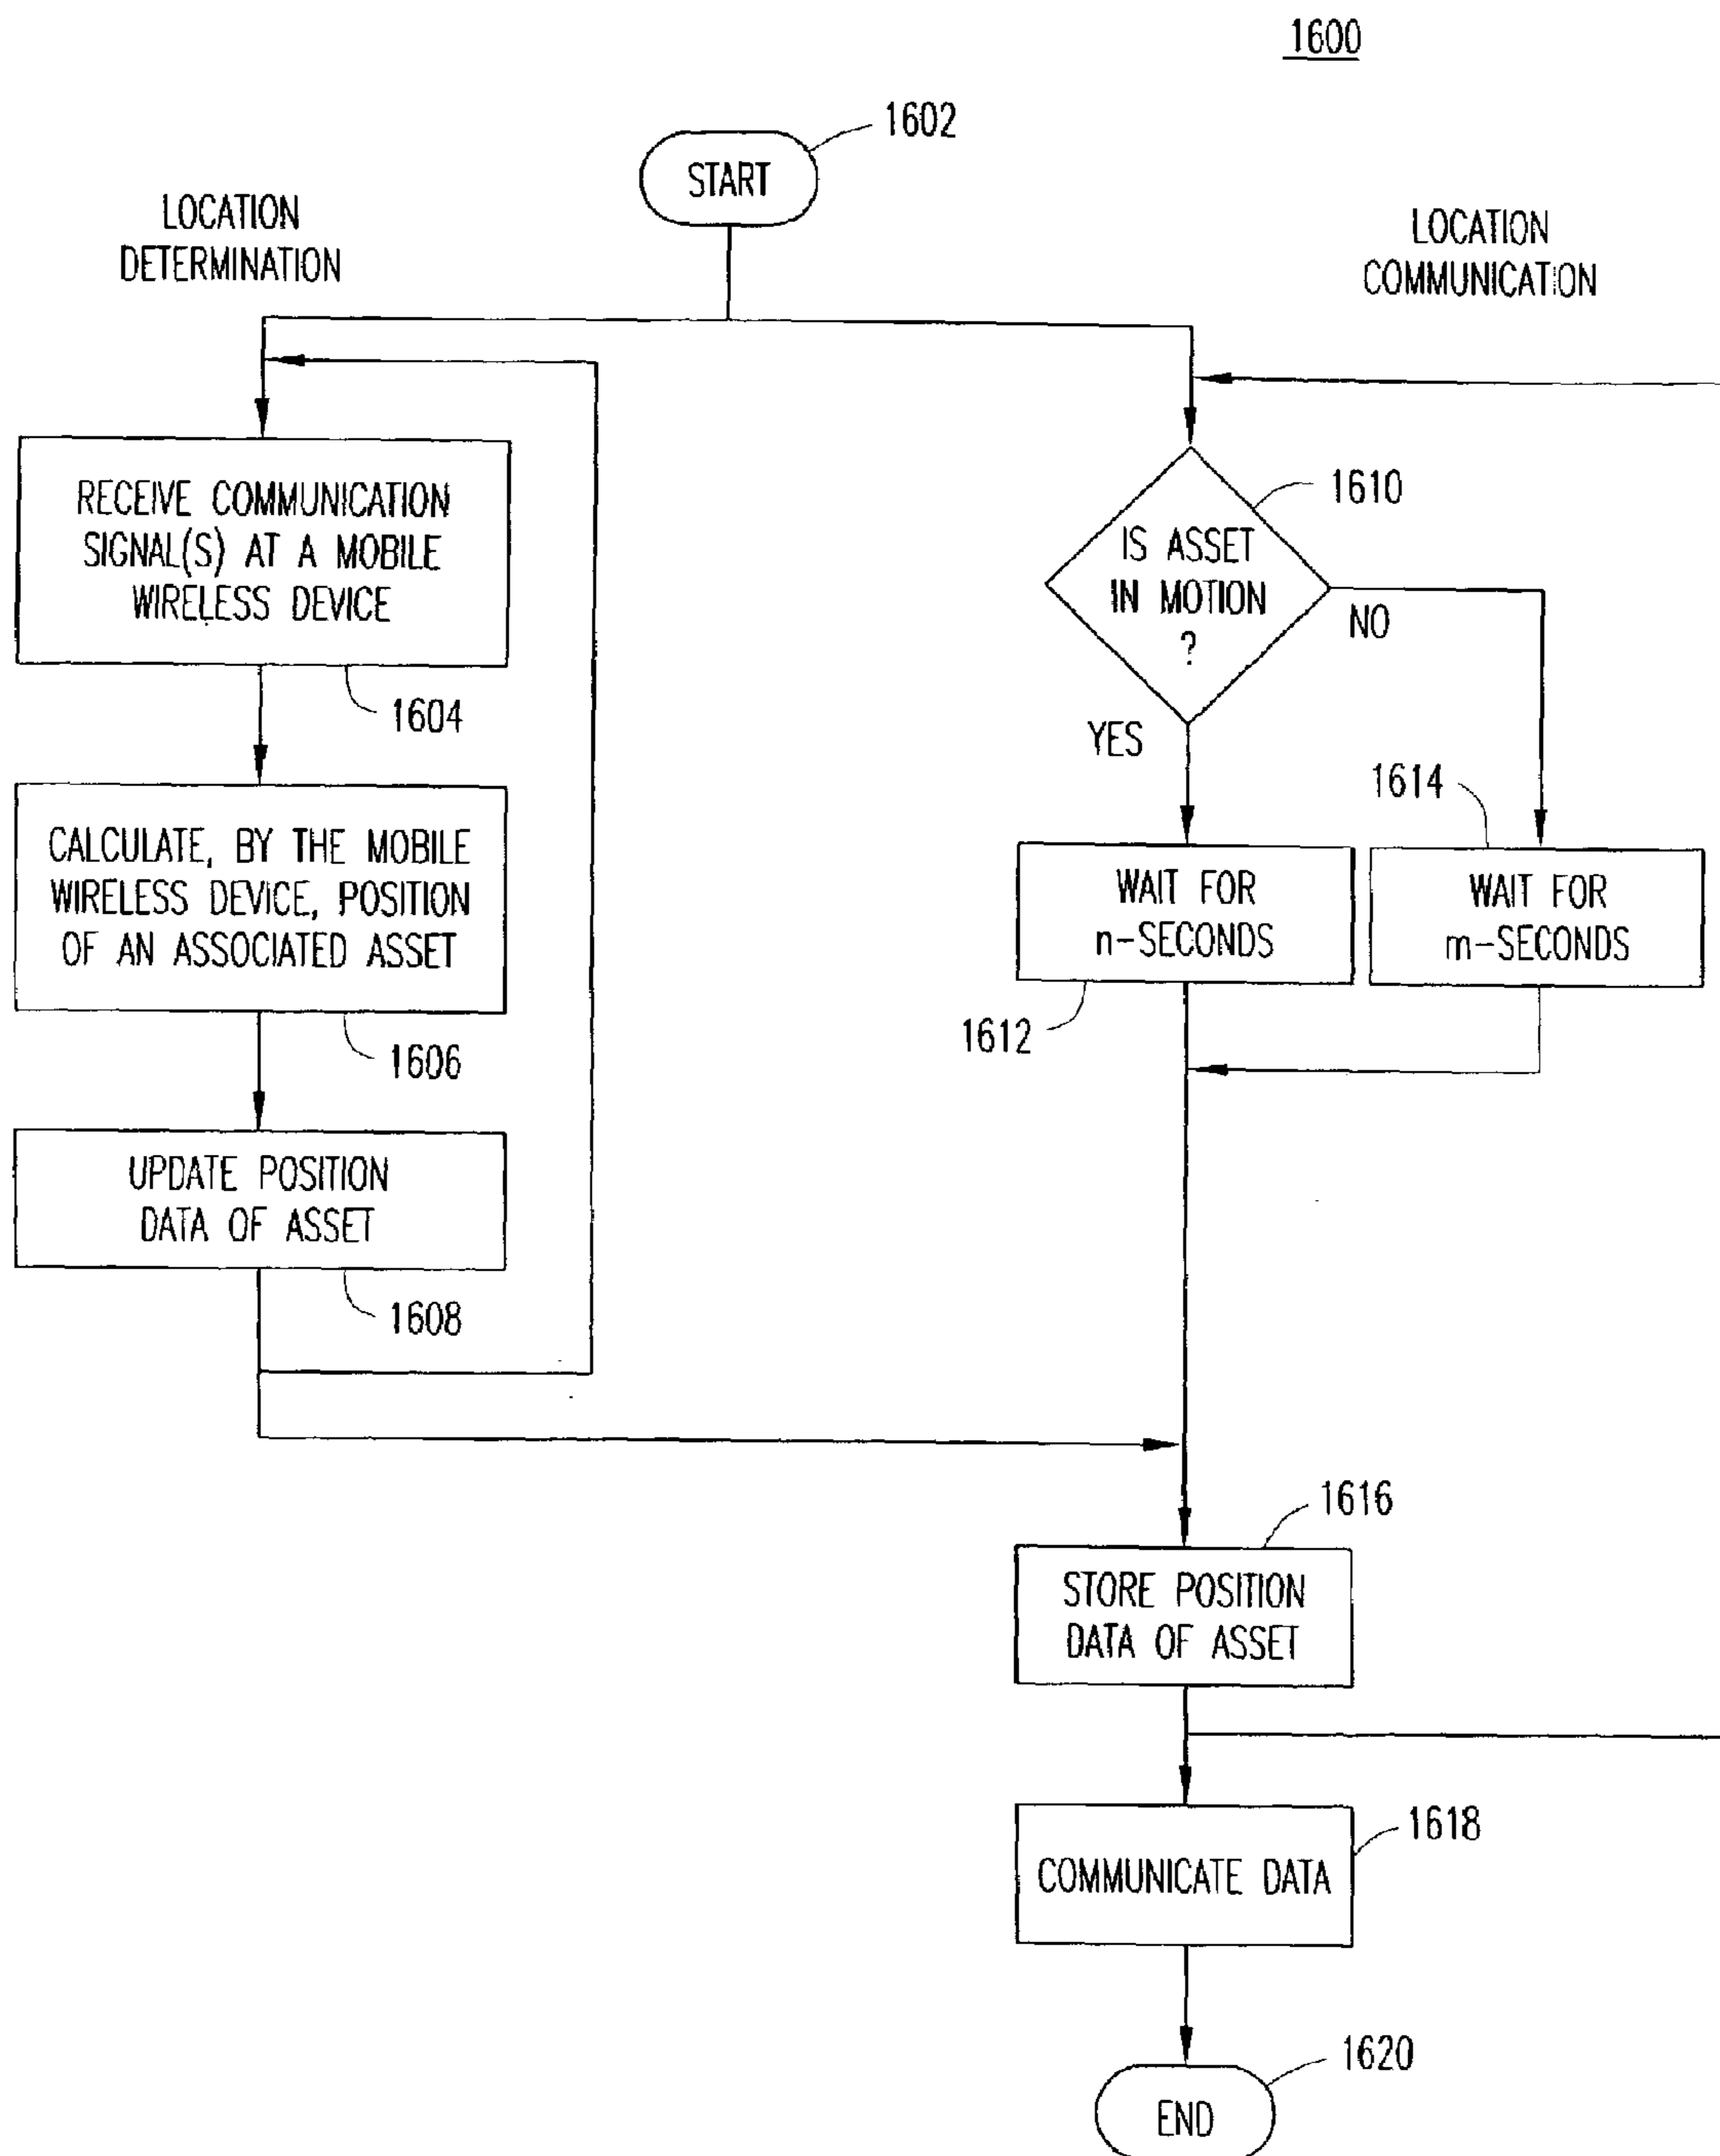 1600
1602
START
LOCATION
DETERMINATION
LOCATION
COMMUNICATION
RECEIVE COMMUNICATION
SIGNAL(S) AT A MOBILE
WIRELESS DEVICE
1604
CALCULATE, BY THE MOBILE
WIRELESS DEVICE, POSITION
OF AN ASSOCIATED ASSET
1606
UPDATE POSITION
DATA OF ASSET
1608
1610
IS ASSET
IN MOTION
?
NO
YES
1614
WAIT FOR
n-SECONDS
WAIT FOR
m-SECONDS
1612
1616
STORE POSITION
DATA OF ASSET
1618
COMMUNICATE DATA
1620
END